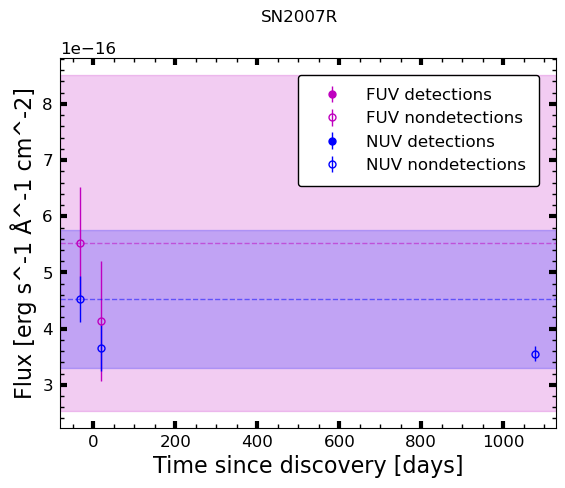 SN2007R
1e−16
FUV detections
FUV nondetections
NUV detections
NUV nondetections
8
7
6
5
4
3
Flux [erg s^-1 Å^-1 cm^-2]
0 200 400 600 800 1000
Time since discovery [days]